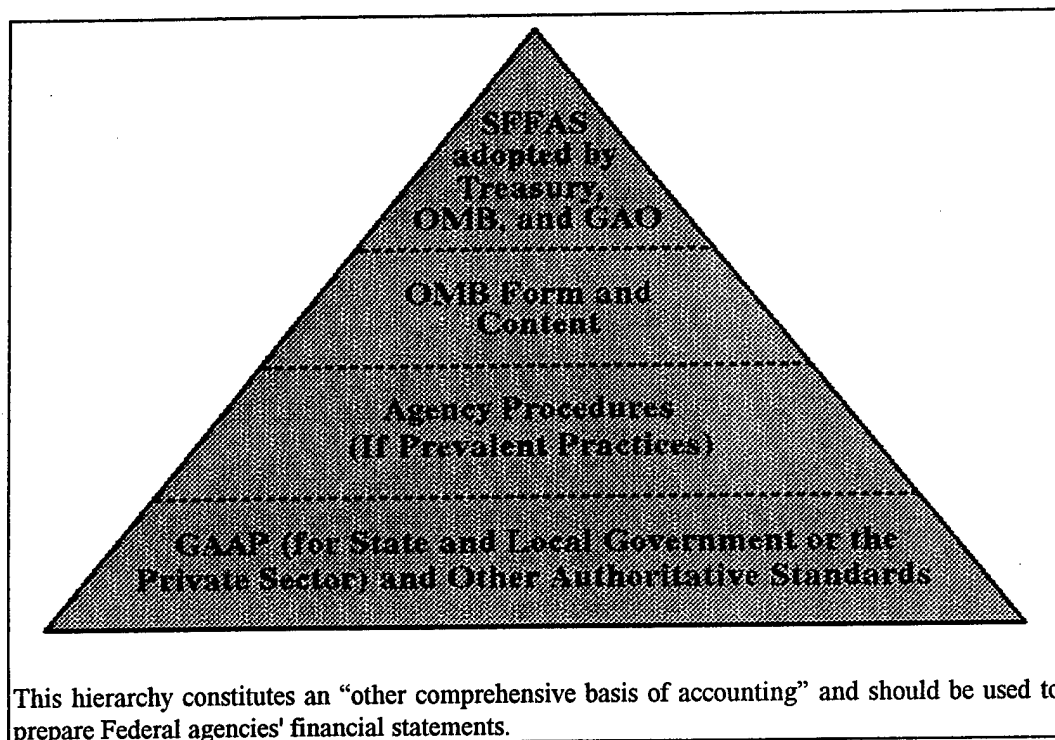 SFFAS
adopted by
Treasury,
OMB, and GAO
OMB Form and
Content
Agency Procedures
(If Prevalent Practices)
GAAP (for State and Local Government or the
Private Sector) and Other Authoritative Standards
This hierarchy constitutes an “other comprehensive basis of accounting” and should be used to
prepare Federal agencies' financial statements.